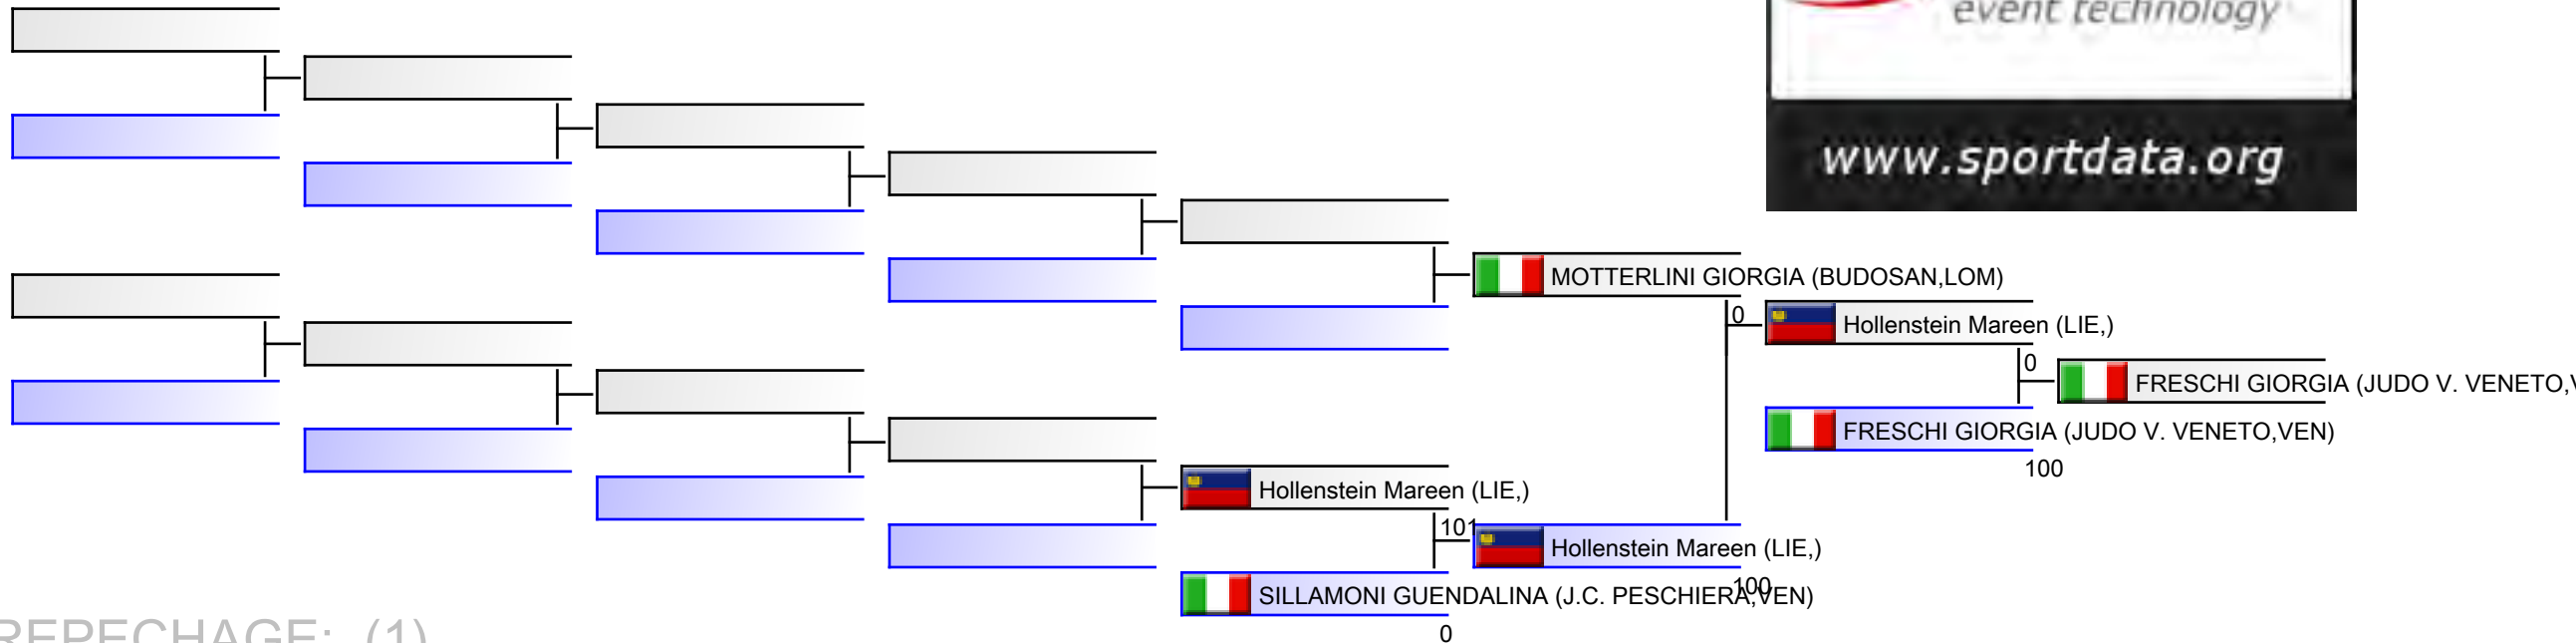 event technology
www.sportdata.org
MOTTERLINI GIORGIA (BUDOSAN,LOM)
0
Hollenstein Mareen (LIE,)
0
FRESCHI GIORGIA (JUDO V. VENETO,V
FRESCHI GIORGIA (JUDO V. VENETO,VEN)
100
Hollenstein Mareen (LIE,)
101
Hollenstein Mareen (LIE,)
100
SILLAMONI GUENDALINA (J.C. PESCHIERA,VEN)
0
REPECHAGE: (1)